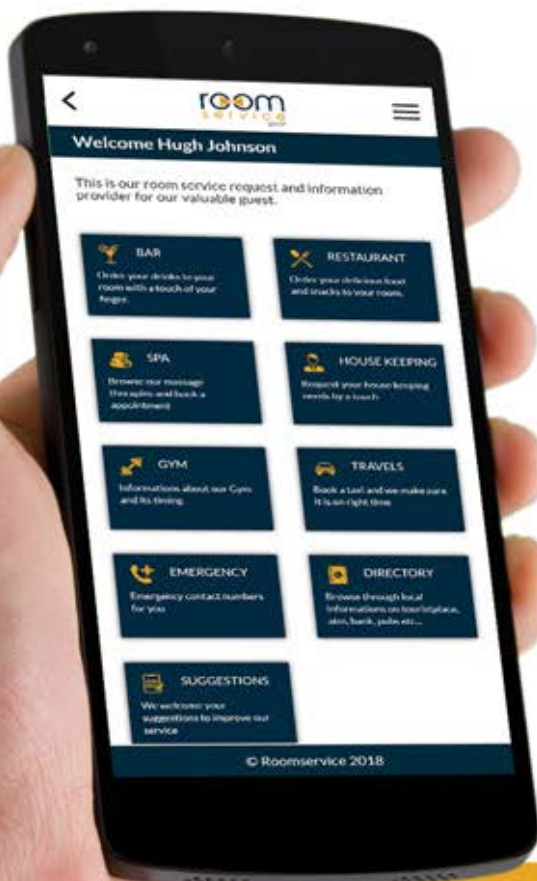 room
service
Welcome Hugh Johnson
This is our room service request and information
provider for our valuable guest.
BAR
Order your drinks to your
room with a touch of your
finger.
RESTAURANT
Order your delicious food
and snacks to your room.
SPA
Browse our massage
therapies and book a
appointment
HOUSE KEEPING
Request your house keeping
needs by a touch
GYM
Informations about our Gym
and its timing
TRAVELS
Book a taxi and we make sure
it is on right time
EMERGENCY
Emergency contact numbers
for you
DIRECTORY
Browse through local
informations on tourist place,
atm, bank, pubs etc...
SUGGESTIONS
We welcome your
suggestions to improve our
service
© Roomservice 2018